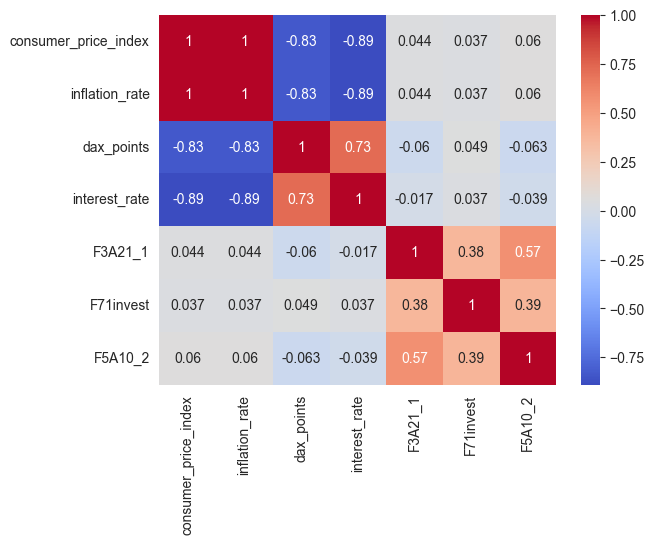 consumer_price_index 1 1 -0.83 -0.89 0.044 0.037 0.06
inflation_rate 1 1 -0.83 -0.89 0.044 0.037 0.06
dax_points -0.83 -0.83 1 0.73 -0.06 0.049 -0.063
interest_rate -0.89 -0.89 0.73 1 -0.017 0.037 -0.039
F3A21_1 0.044 0.044 -0.06 -0.017 1 0.38 0.57
F71invest 0.037 0.037 0.049 0.037 0.38 1 0.39
F5A10_2 0.06 0.06 -0.063 -0.039 0.57 0.39 1
consumer_price_index
inflation_rate
dax_points
interest_rate
F3A21_1
F71invest
F5A10_2
1.00
0.75
0.50
0.25
0.00
-0.25
-0.50
-0.75